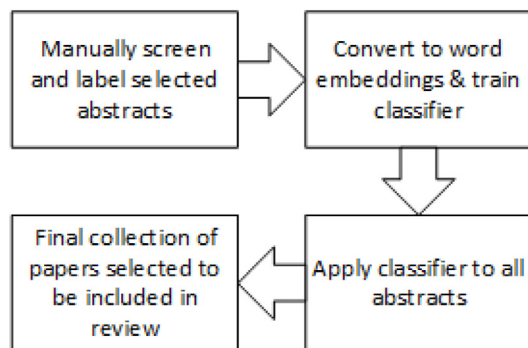 Manually screen
and label selected
abstracts
Convert to word
embeddings & train
classifier
Apply classifier to all
abstracts
Final collection of
papers selected to
be included in
review